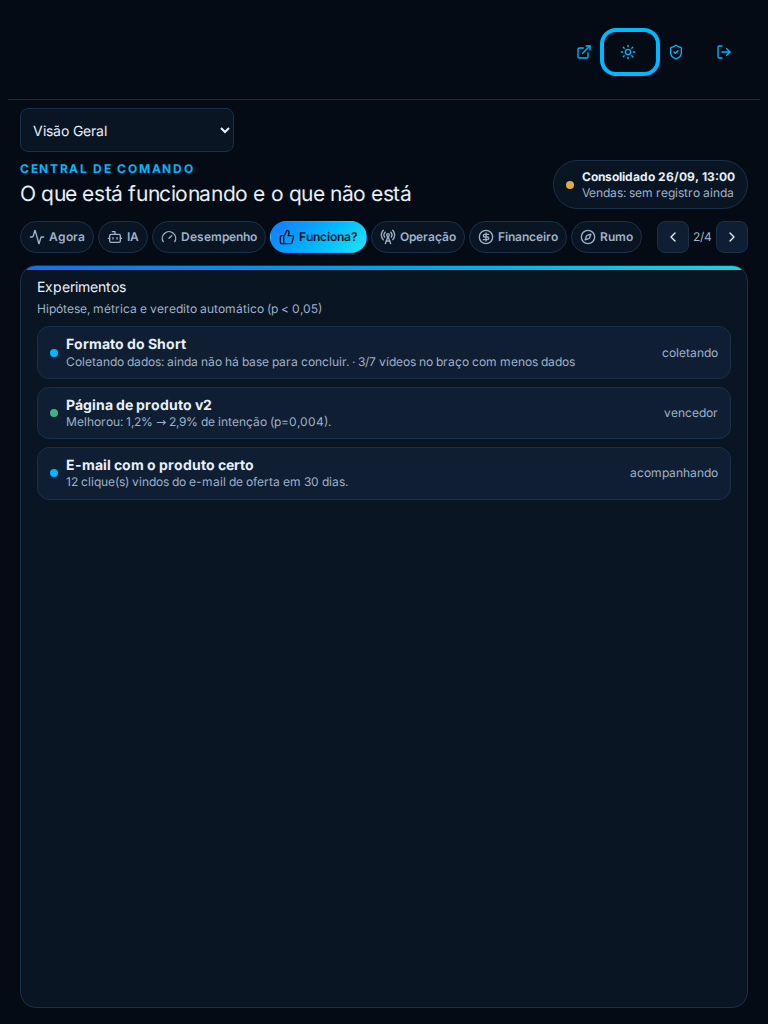 Visão Geral
CENTRAL DE COMANDO
O que está funcionando e o que não está
Consolidado 26/09, 13:00
Vendas: sem registro ainda
Agora
IA
Desempenho
Funciona?
Operação
Financeiro
Rumo
2/4
Experimentos
Hipótese, métrica e veredito automático (p < 0,05)
Formato do Short
Coletando dados: ainda não há base para concluir. · 3/7 vídeos no braço com menos dados
coletando
Página de produto v2
Melhorou: 1,2% → 2,9% de intenção (p=0,004).
vencedor
E-mail com o produto certo
12 clique(s) vindos do e-mail de oferta em 30 dias.
acompanhando